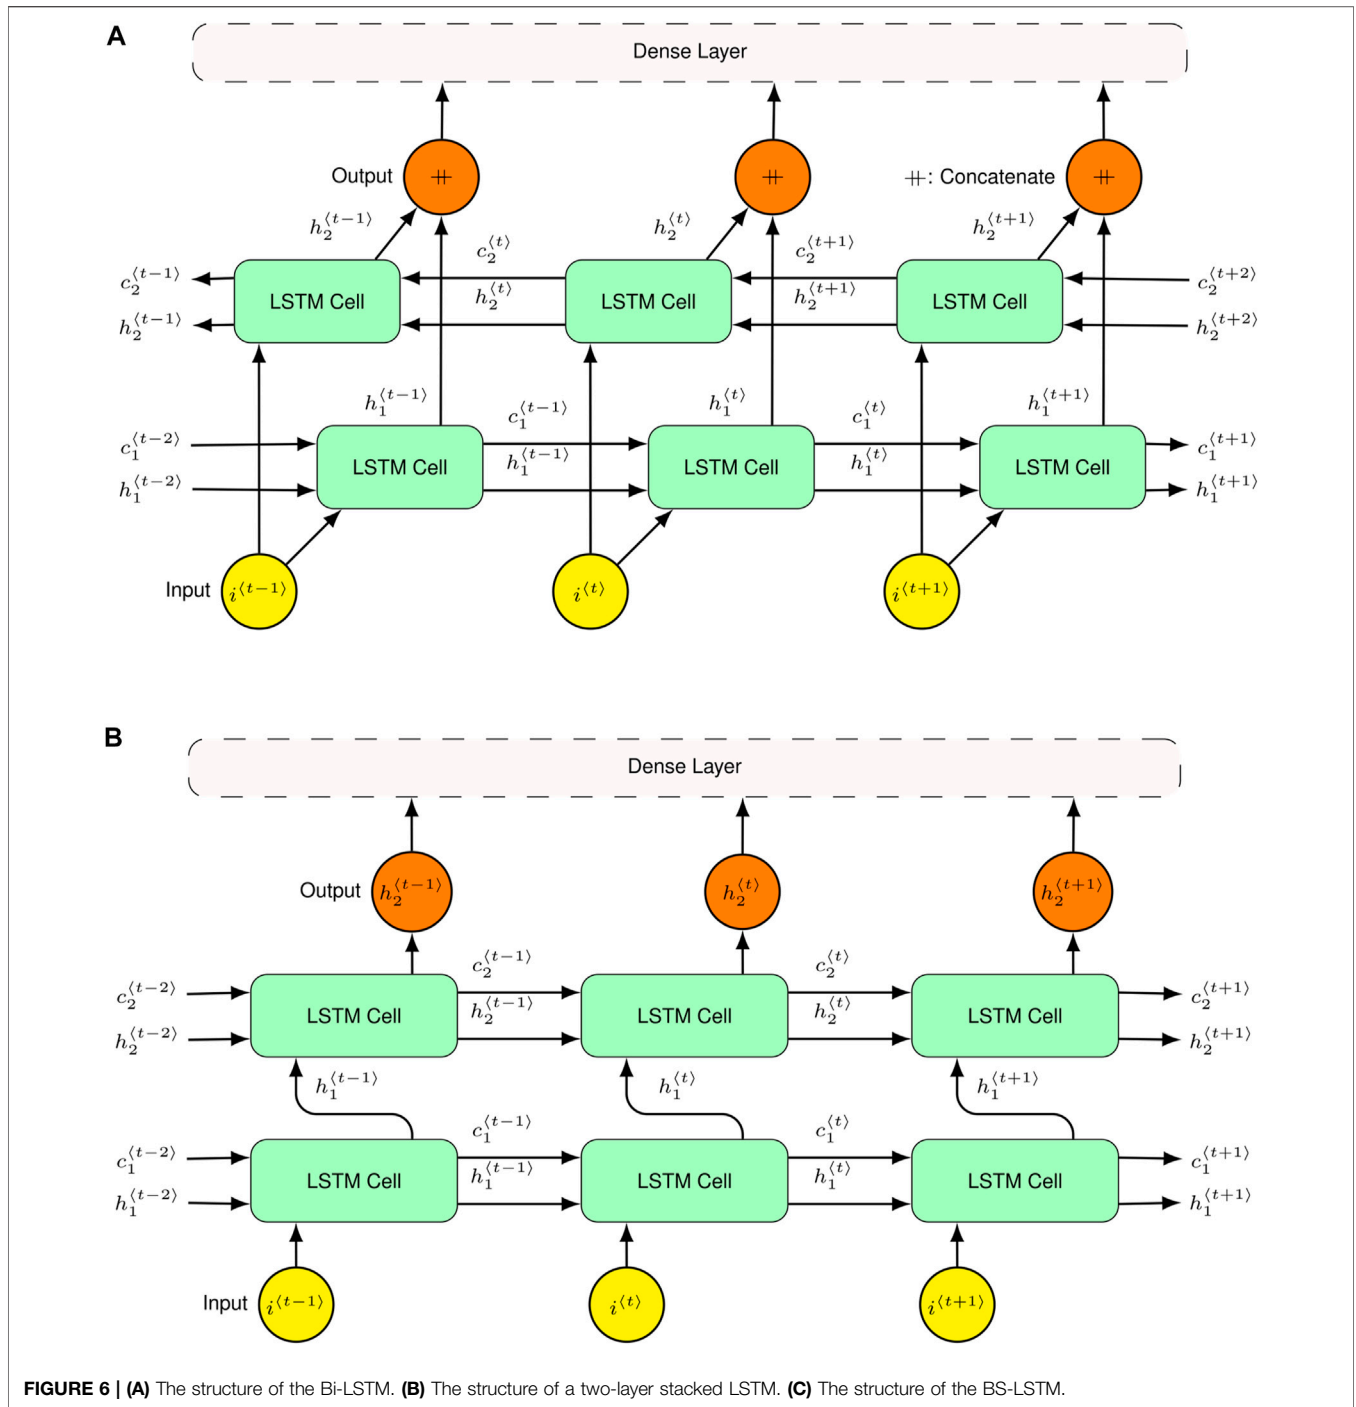 A
Dense Layer
Output
⧺
⧺
⧺: Concatenate
⧺
h₂⟨t−1⟩
h₂⟨t⟩
h₂⟨t+1⟩
c₂⟨t⟩
c₂⟨t+1⟩
c₂⟨t−1⟩
LSTM Cell
LSTM Cell
LSTM Cell
c₂⟨t+2⟩
h₂⟨t⟩
h₂⟨t+1⟩
h₂⟨t−1⟩
h₂⟨t+2⟩
h₁⟨t−1⟩
h₁⟨t⟩
h₁⟨t+1⟩
c₁⟨t−1⟩
c₁⟨t⟩
c₁⟨t−2⟩
LSTM Cell
LSTM Cell
LSTM Cell
c₁⟨t+1⟩
h₁⟨t−1⟩
h₁⟨t⟩
h₁⟨t−2⟩
h₁⟨t+1⟩
Input
i⟨t−1⟩
i⟨t⟩
i⟨t+1⟩
B
Dense Layer
Output
h₂⟨t−1⟩
h₂⟨t⟩
h₂⟨t+1⟩
c₂⟨t−1⟩
c₂⟨t⟩
c₂⟨t−2⟩
LSTM Cell
LSTM Cell
LSTM Cell
c₂⟨t+1⟩
h₂⟨t−1⟩
h₂⟨t⟩
h₂⟨t−2⟩
h₂⟨t+1⟩
h₁⟨t−1⟩
h₁⟨t⟩
h₁⟨t+1⟩
c₁⟨t−1⟩
c₁⟨t⟩
c₁⟨t−2⟩
LSTM Cell
LSTM Cell
LSTM Cell
c₁⟨t+1⟩
h₁⟨t−1⟩
h₁⟨t⟩
h₁⟨t−2⟩
h₁⟨t+1⟩
Input
i⟨t−1⟩
i⟨t⟩
i⟨t+1⟩
FIGURE 6 | (A) The structure of the Bi-LSTM. (B) The structure of a two-layer stacked LSTM. (C) The structure of the BS-LSTM.